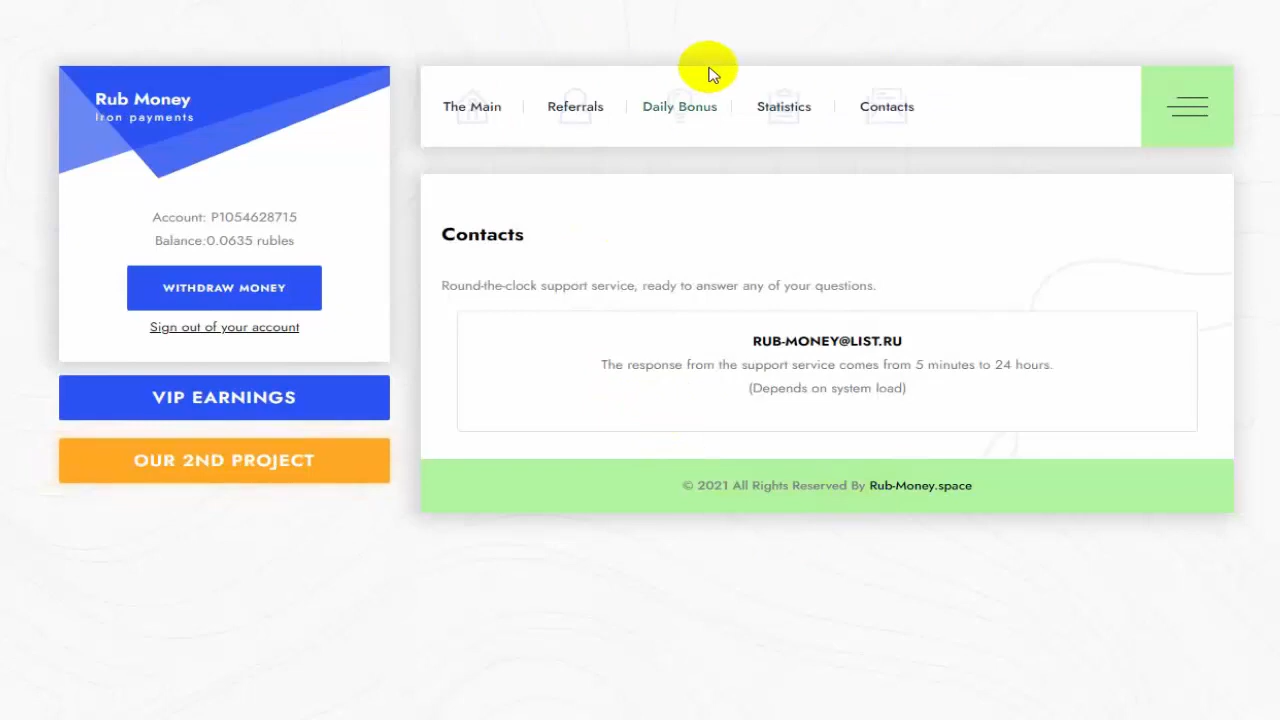 Rub Money
Iron payments
Account: P1054628715
Balance:0.0635 rubles
WITHDRAW MONEY
Sign out of your account
VIP EARNINGS
OUR 2ND PROJECT
The Main
Referrals
Daily Bonus
Statistics
Contacts
Contacts
Round-the-clock support service, ready to answer any of your questions.
RUB-MONEY@LIST.RU
The response from the support service comes from 5 minutes to 24 hours.
(Depends on system load)
© 2021 All Rights Reserved By Rub-Money.space